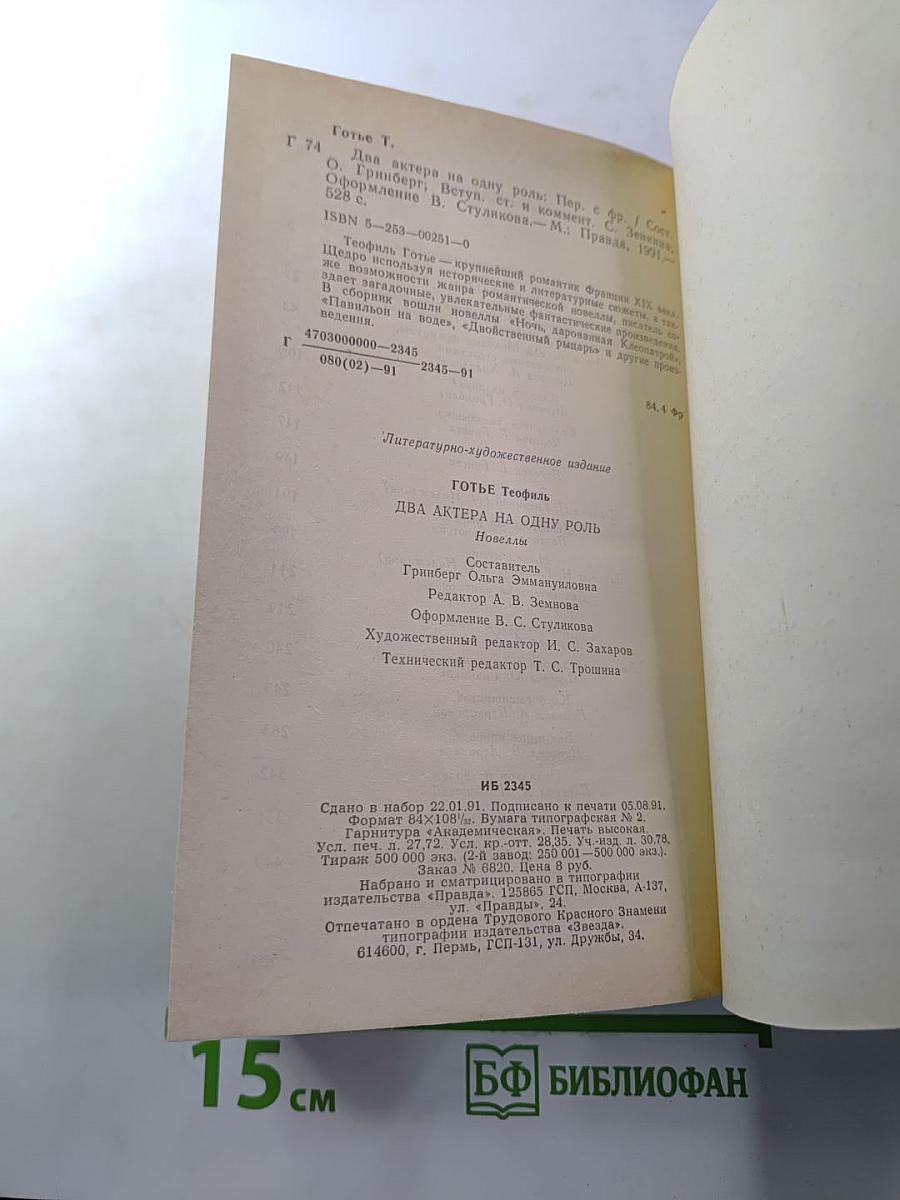 Готье Т.
Г 74 Два актера на одну роль: Пер. с фр. / Сост.
О. Гринберг; Вступ. ст. и коммент. С. Зенкина;
Оформление В. Стуликова.— М.: Правда, 1991.—
528 с.
ISBN 5—253—00251—0
Теофиль Готье — крупнейший романтик Франции XIX века.
Щедро используя исторические и литературные сюжеты, а так-
же возможности жанра романтической новеллы, писатель со-
здает загадочные, увлекательные фантастические произведения.
В сборник вошли новеллы «Ночь, дарованная Клеопатрой»,
«Павильон на воде», «Двойственный рыцарь» и другие произ-
ведения.
Г 4703000000—2345
080(02)—91
2345—91
84.4 Фр
Литературно-художественное издание
ГОТЬЕ Теофиль
ДВА АКТЕРА НА ОДНУ РОЛЬ
Новеллы
Составитель
Гринберг Ольга Эммануиловна
Редактор А. В. Земнова
Оформление В. С. Стуликова
Художественный редактор И. С. Захаров
Технический редактор Т. С. Трошина
ИБ 2345
Сдано в набор 22.01.91. Подписано к печати 05.08.91.
Формат 84×108¹/₃₂. Бумага типографская № 2.
Гарнитура «Академическая». Печать высокая.
Усл. печ. л. 27,72. Усл. кр.-отт. 28,35. Уч.-изд. л. 30,78.
Тираж 500 000 экз. (2-й завод: 250 001—500 000 экз.).
Заказ № 6820. Цена 8 руб.
Набрано и сматрицировано в типографии
издательства «Правда». 125865 ГСП, Москва, А-137,
ул. «Правды», 24.
Отпечатано в ордена Трудового Красного Знамени
типографии издательства «Звезда».
614600, г. Пермь, ГСП-131, ул. Дружбы, 34.
15 см
БФ БИБЛИОФАН